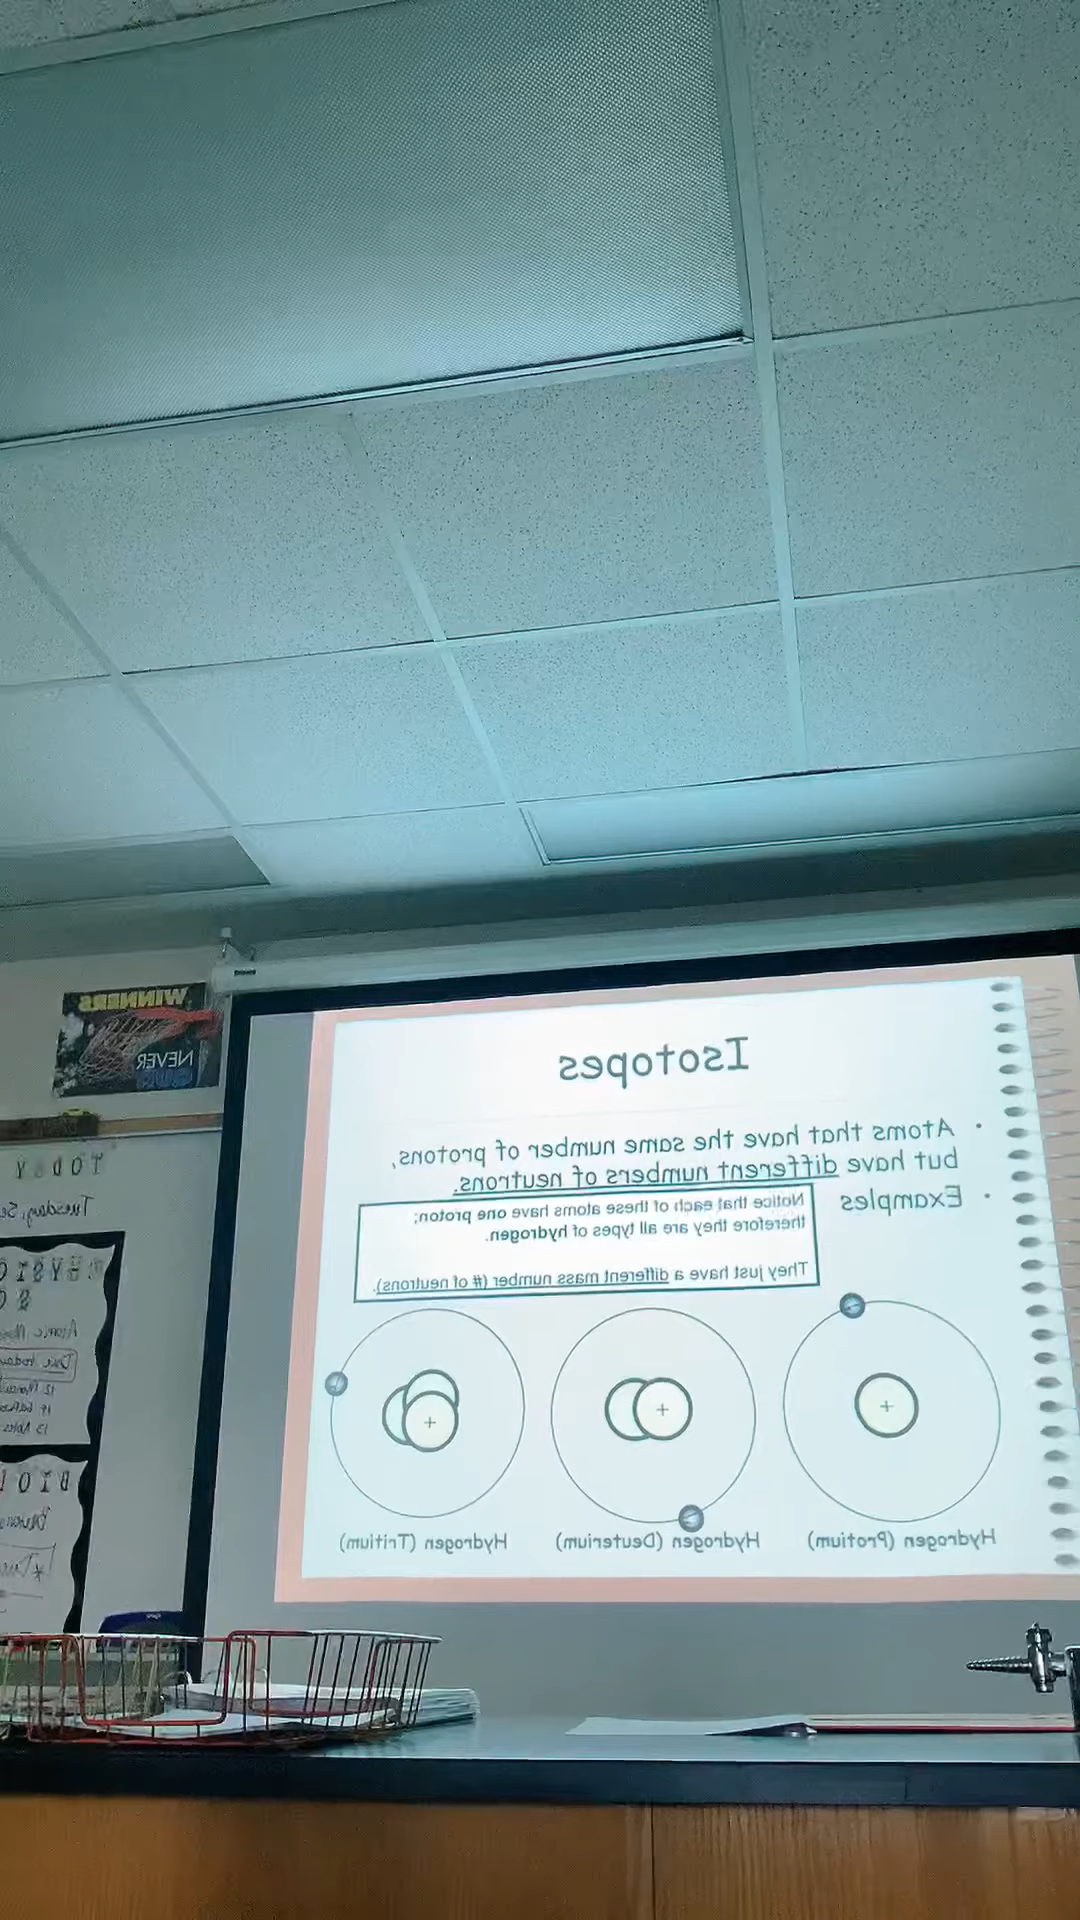 WINNERS
NEVER
TODAY
Tuesday,
Isotopes
• Atoms that have the same number of protons,
but have different numbers of neutrons.
• Examples
Notice that each of these atoms have one proton;
therefore they are all types of hydrogen.
They just have a different mass number (# of neutrons).
+
+
+
Hydrogen (Protium)
Hydrogen (Deuterium)
Hydrogen (Tritium)